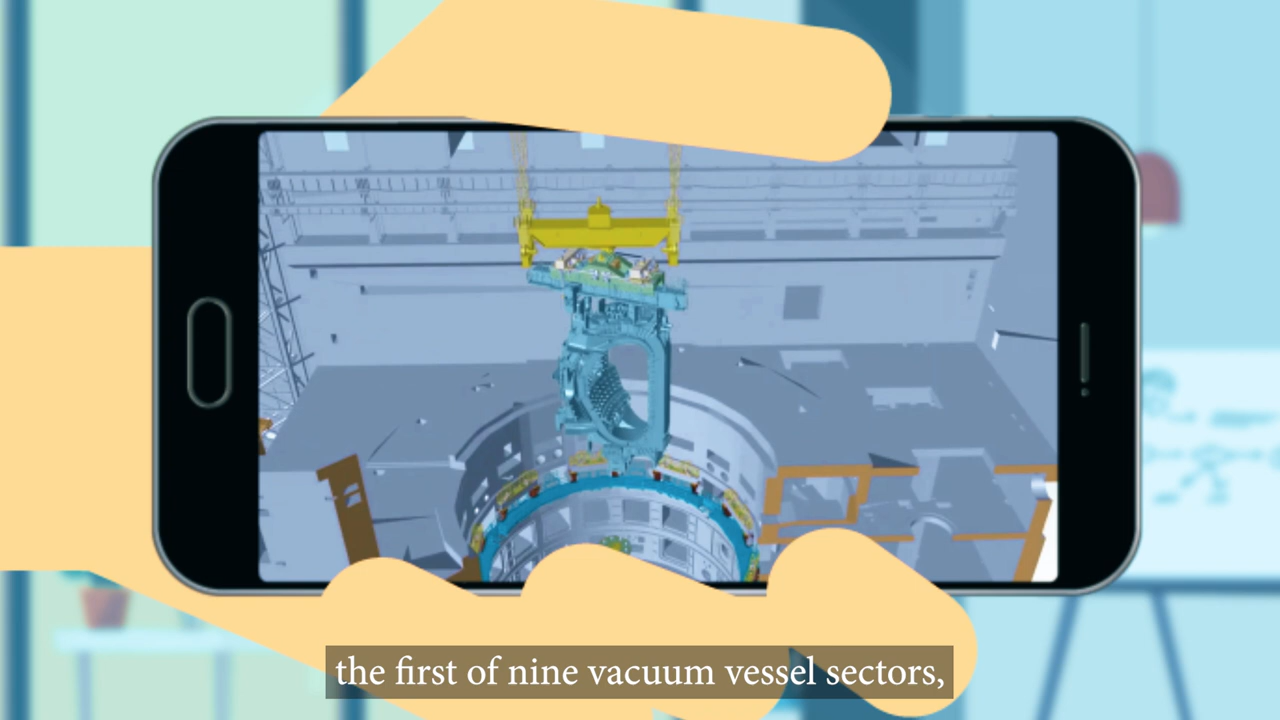 the first of nine vacuum vessel sectors,